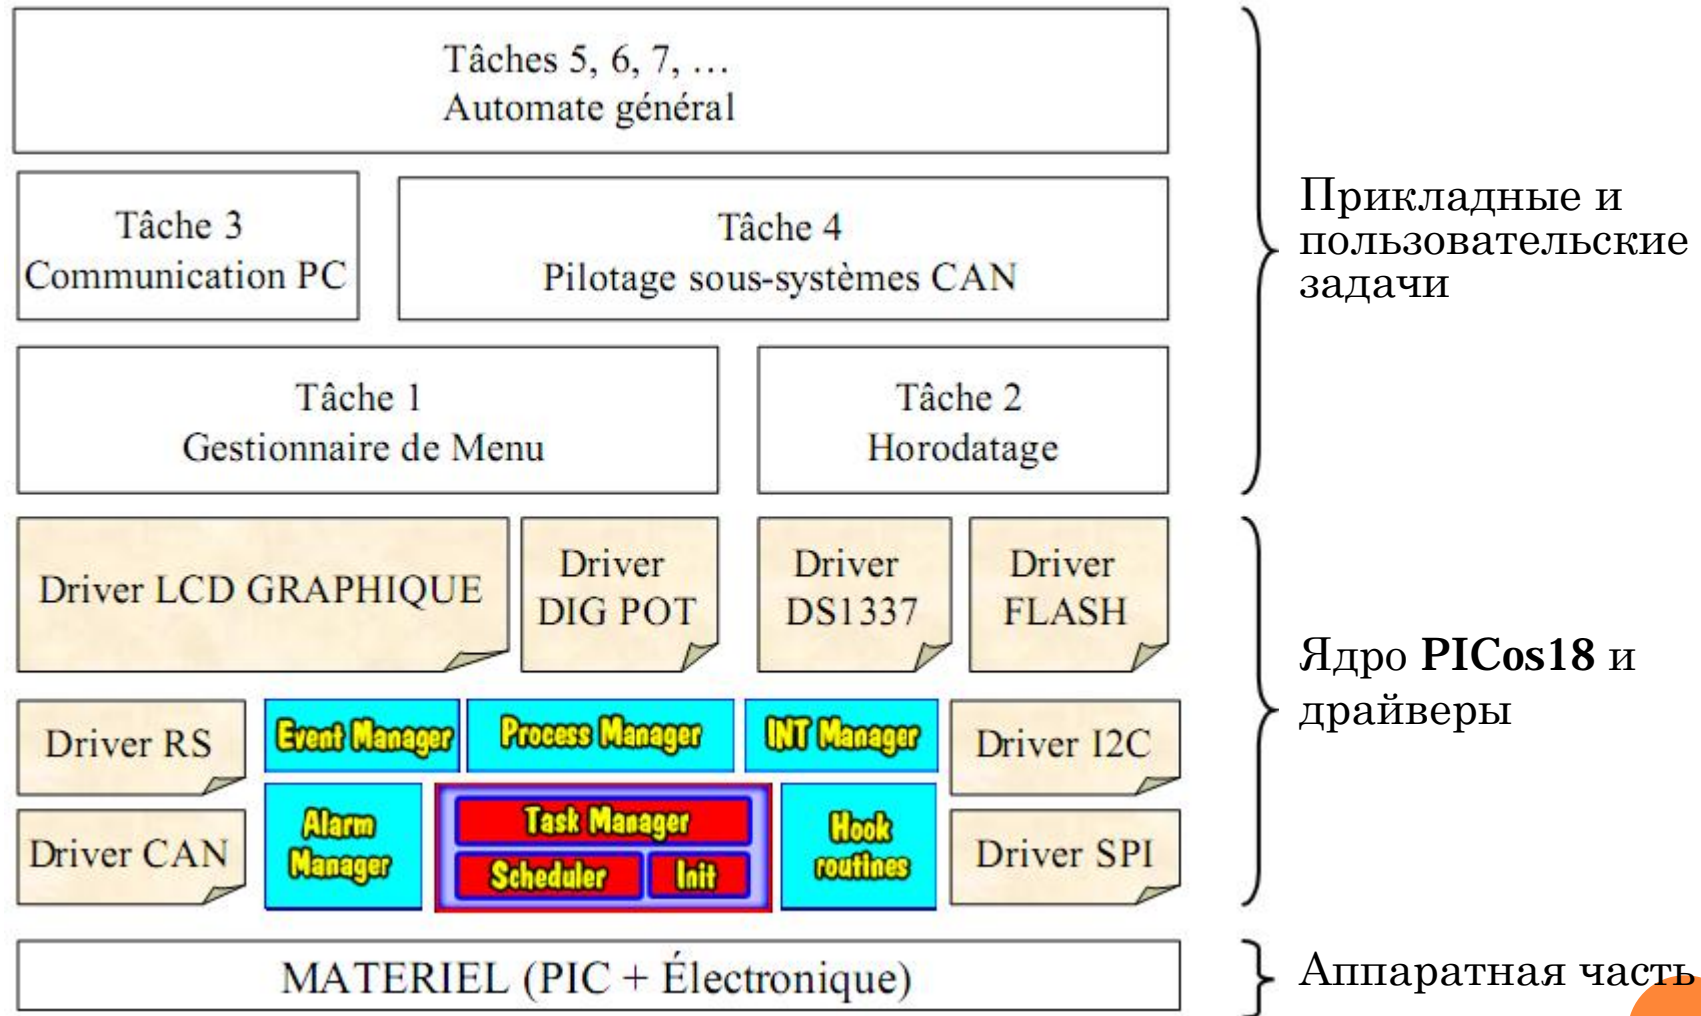 Tâches 5, 6, 7, …
Automate général
Tâche 3
Communication PC
Tâche 4
Pilotage sous-systèmes CAN
Прикладные и
пользовательские
задачи
Tâche 1
Gestionnaire de Menu
Tâche 2
Horodatage
Driver LCD GRAPHIQUE
Driver
DIG POT
Driver
DS1337
Driver
FLASH
Ядро PICos18 и
драйверы
Driver RS
Event Manager
Process Manager
INT Manager
Driver I2C
Driver CAN
Alarm
Manager
Task Manager
Scheduler
Init
Hook
routines
Driver SPI
MATERIEL (PIC + Électronique)
Аппаратная часть